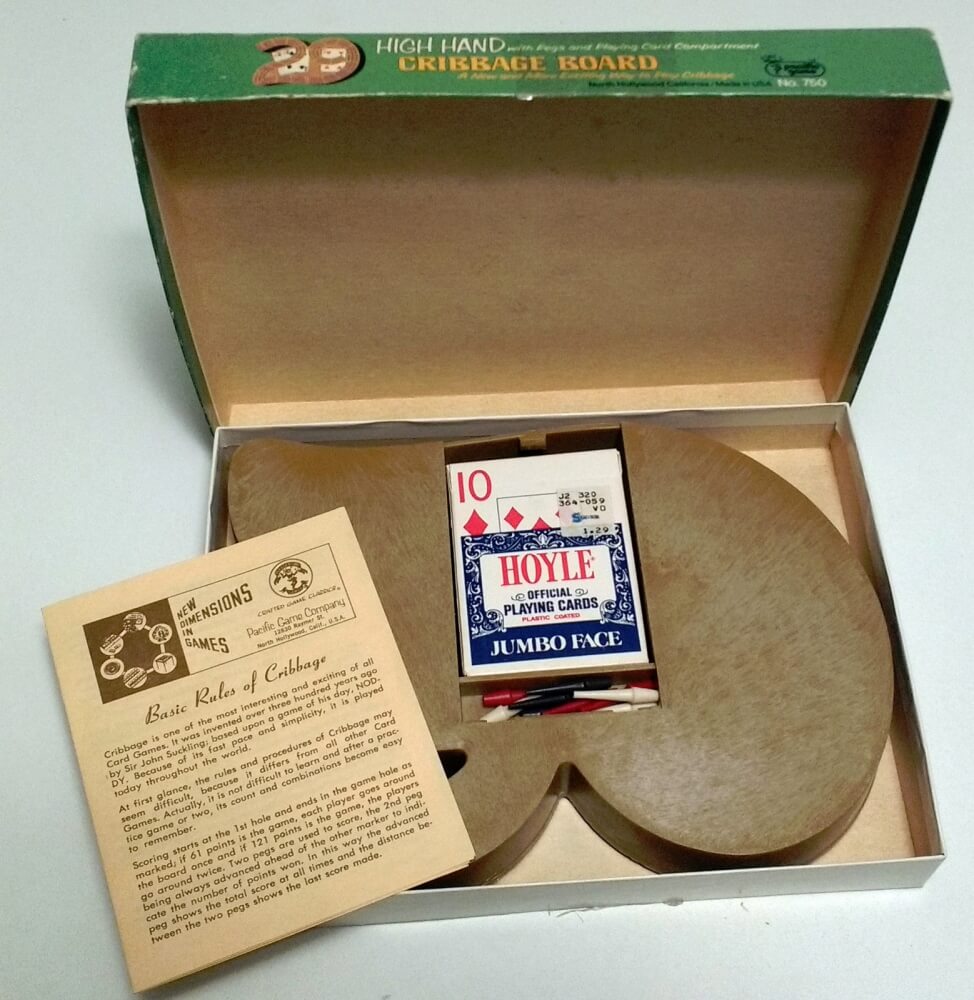 29
HIGH HAND with Pegs and Playing Card Compartment
CRIBBAGE BOARD
A New and More Exciting Way to Play Cribbage
North Hollywood California / Made in USA No. 750
10
J2 320
364-059
VO
1.29
HOYLE
OFFICIAL
PLAYING CARDS
PLASTIC COATED
JUMBO FACE
NEW
DIMENSIONS
IN
GAMES
CRAFTED GAME CLASSICS
Pacific Game Company
12830 Raymer St.
North Hollywood, Calif., U.S.A.
Basic Rules of Cribbage
Cribbage is one of the most interesting and exciting of all
Card Games. It was invented over three hundred years ago
by Sir John Suckling; based upon a game of his day, NOD-
DY. Because of its fast pace and simplicity, it is played
today throughout the world.
At first glance, the rules and procedures of Cribbage may
seem difficult, because it differs from all other Card
Games. Actually, it is not difficult to learn and after a prac-
tice game or two, its count and combinations become easy
to remember.
Scoring starts at the 1st hole and ends in the game hole as
marked; if 61 points is the game, each player goes around
the board once and if 121 points is the game, the players
go around twice. Two pegs are used to score, the 2nd peg
being always advanced ahead of the other marker to indi-
cate the number of points won. In this way the advanced
peg shows the total score at all times and the distance be-
tween the two pegs shows the last score made.